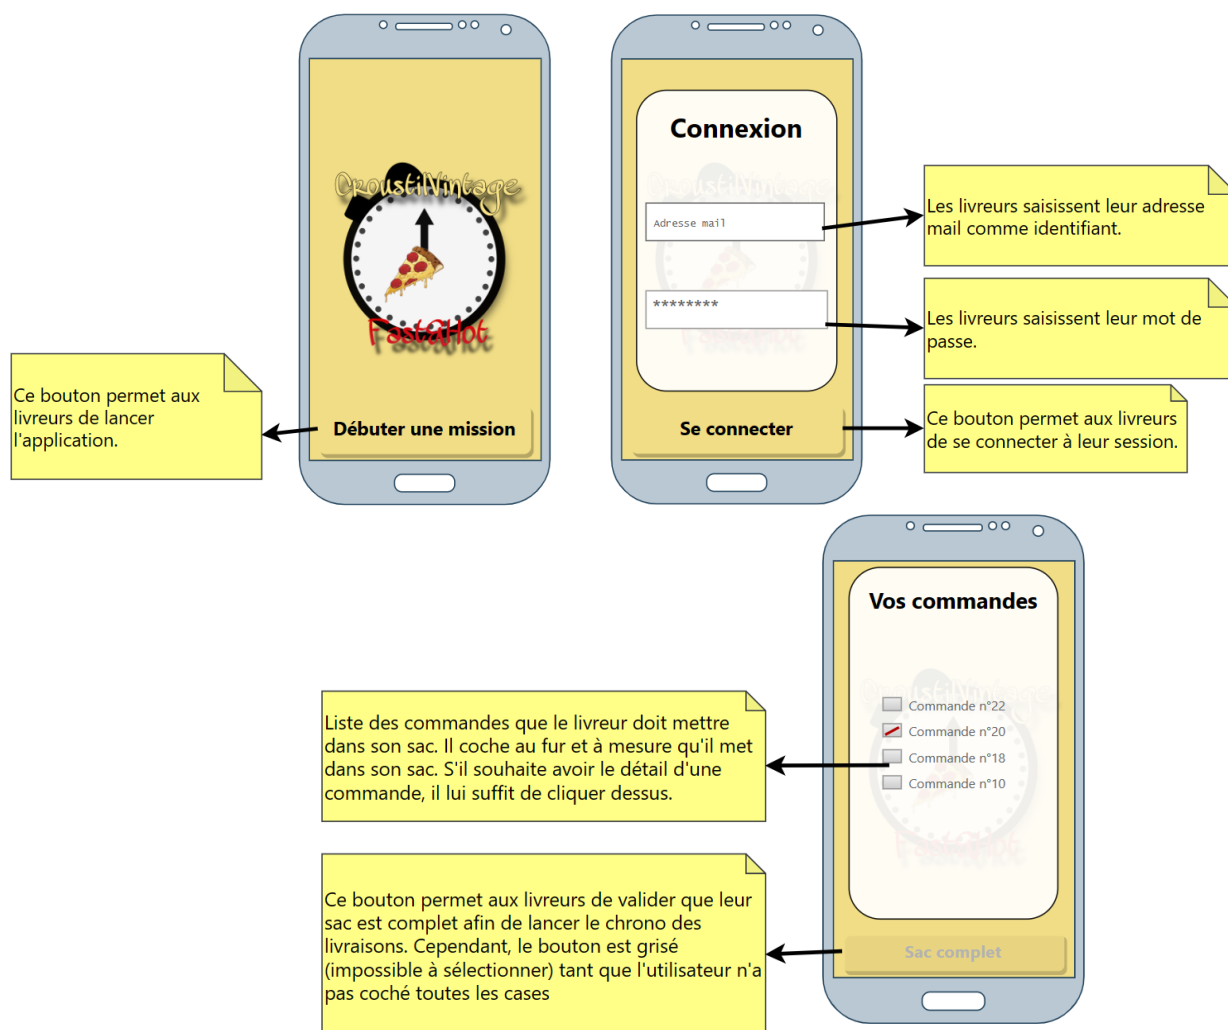 CroustiVintage
Fast&Hot
Débuter une mission
Ce bouton permet aux
livreurs de lancer
l'application.
Connexion
Adresse mail
********
Se connecter
Les livreurs saisissent leur adresse
mail comme identifiant.
Les livreurs saisissent leur mot de
passe.
Ce bouton permet aux livreurs
de se connecter à leur session.
Vos commandes
CroustiVintage
Commande n°22
Commande n°20
Commande n°18
Commande n°10
Fast&Hot
Sac complet
Liste des commandes que le livreur doit mettre
dans son sac. Il coche au fur et à mesure qu'il met
dans son sac. S'il souhaite avoir le détail d'une
commande, il lui suffit de cliquer dessus.
Ce bouton permet aux livreurs de valider que leur
sac est complet afin de lancer le chrono des
livraisons. Cependant, le bouton est grisé
(impossible à sélectionner) tant que l'utilisateur n'a
pas coché toutes les cases